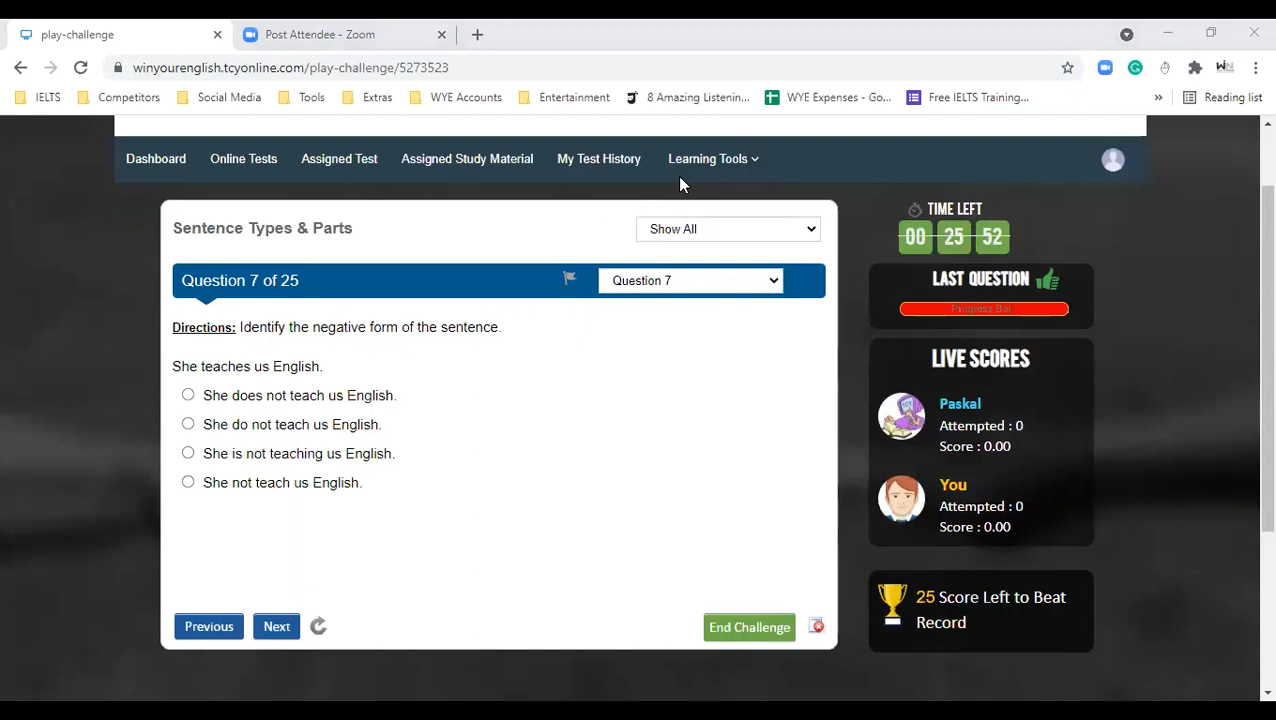 play-challenge
Post Attendee - Zoom
winyourenglish.tcyonline.com/play-challenge/5273523
IELTS
Competitors
Social Media
Tools
Extras
WYE Accounts
Entertainment
8 Amazing Listenin...
WYE Expenses - Go...
Free IELTS Training...
»
Reading list
Dashboard
Online Tests
Assigned Test
Assigned Study Material
My Test History
Learning Tools
Sentence Types & Parts
Show All
TIME LEFT
00 25 52
Question 7 of 25
Question 7
LAST QUESTION
Progress Bar
Directions: Identify the negative form of the sentence.
She teaches us English.
She does not teach us English.
She do not teach us English.
She is not teaching us English.
She not teach us English.
LIVE SCORES
Paskal
Attempted : 0
Score : 0.00
You
Attempted : 0
Score : 0.00
25 Score Left to Beat
Record
Previous
Next
End Challenge